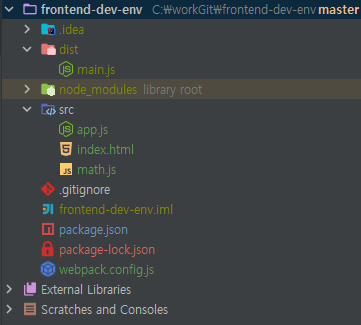 frontend-dev-env C:₩workGit₩frontend-dev-env master
.idea
dist
main.js
node_modules library root
src
app.js
index.html
math.js
.gitignore
frontend-dev-env.iml
package.json
package-lock.json
webpack.config.js
External Libraries
Scratches and Consoles